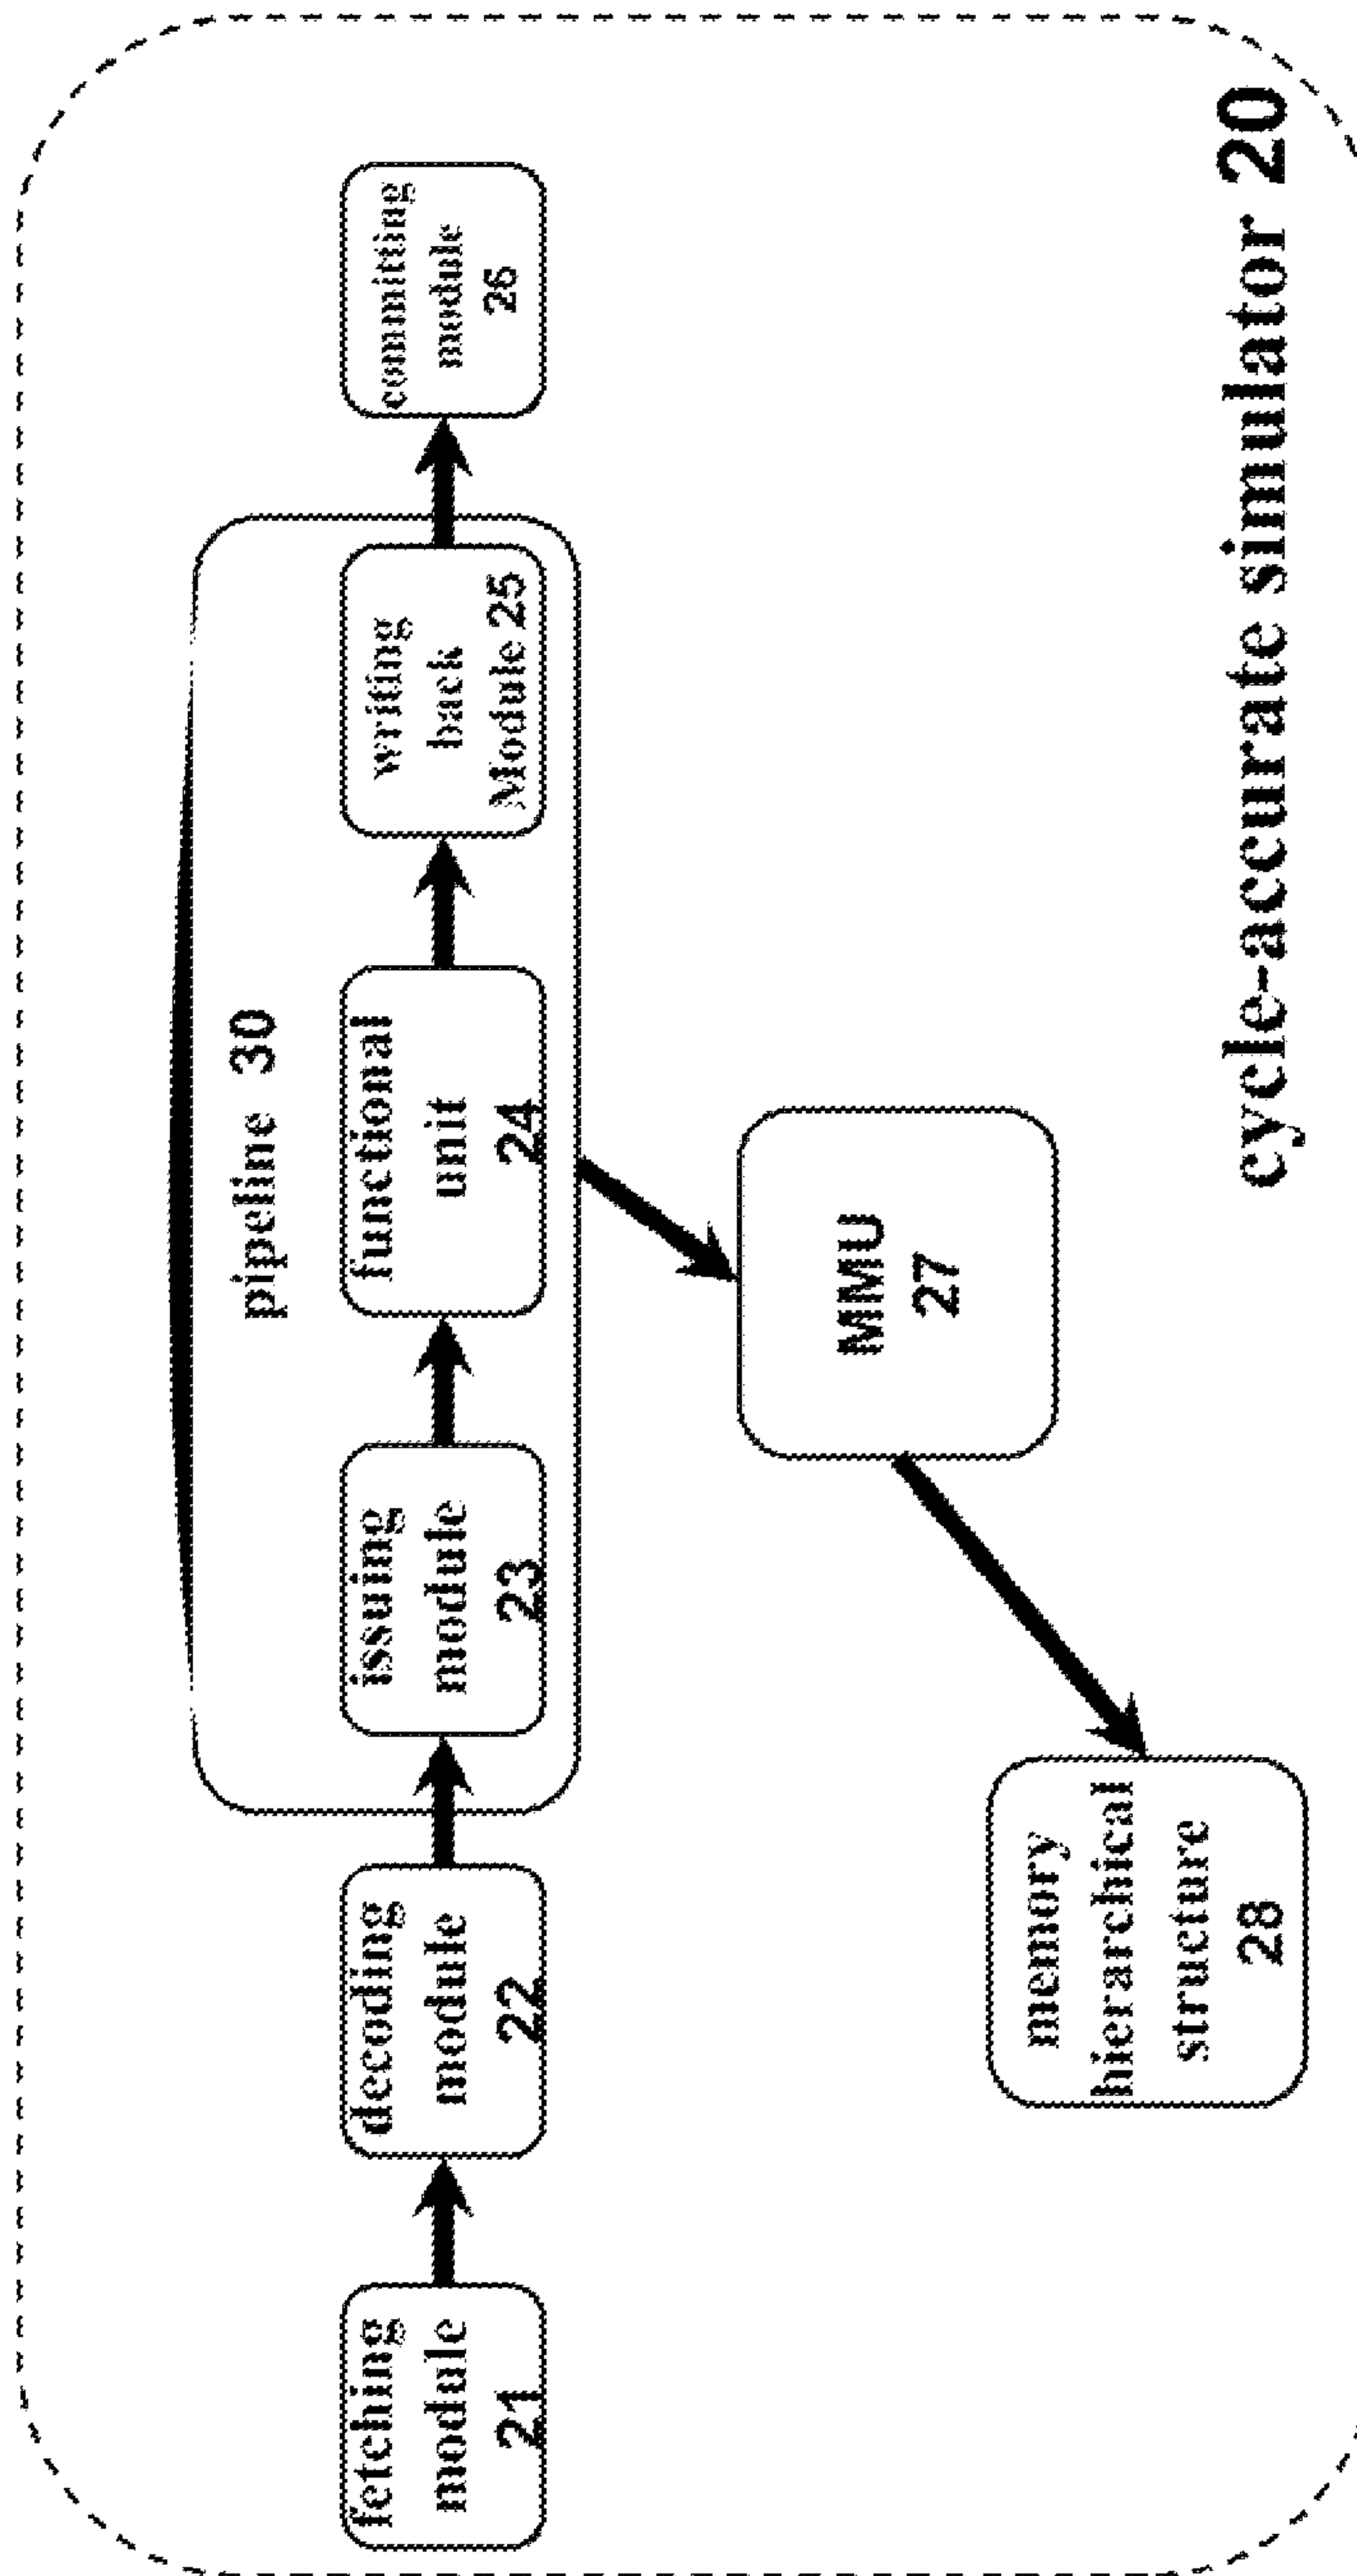 pipeline 30
fetching
module
21
decoding
module
22
issuing
module
23
functional
unit
24
writing
back
Module 25
committing
module
26
MMU
27
memory
hierarchical
structure
28
cycle-accurate simulator 20